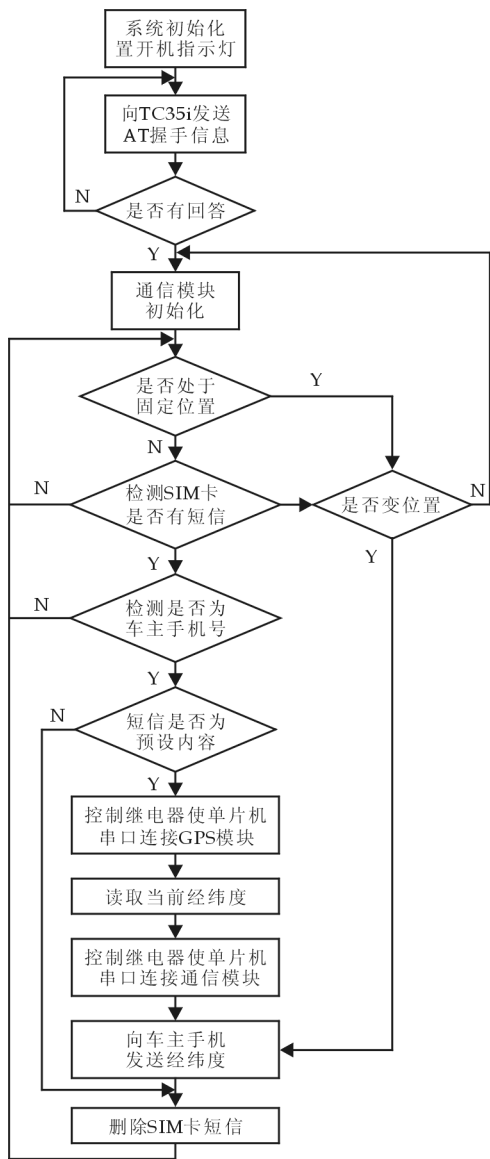 系统初始化
置开机指示灯
向TC35i发送
AT握手信息
N
是否有回答
Y
通信模块
初始化
是否处于
固定位置
Y
N
N
检测SIM卡
是否有短信
是否变位置
N
Y
Y
N
检测是否为
车主手机号
Y
N
短信是否为
预设内容
Y
控制继电器使单片机
串口连接GPS模块
读取当前经纬度
控制继电器使单片机
串口连接通信模块
向车主手机
发送经纬度
删除SIM卡短信